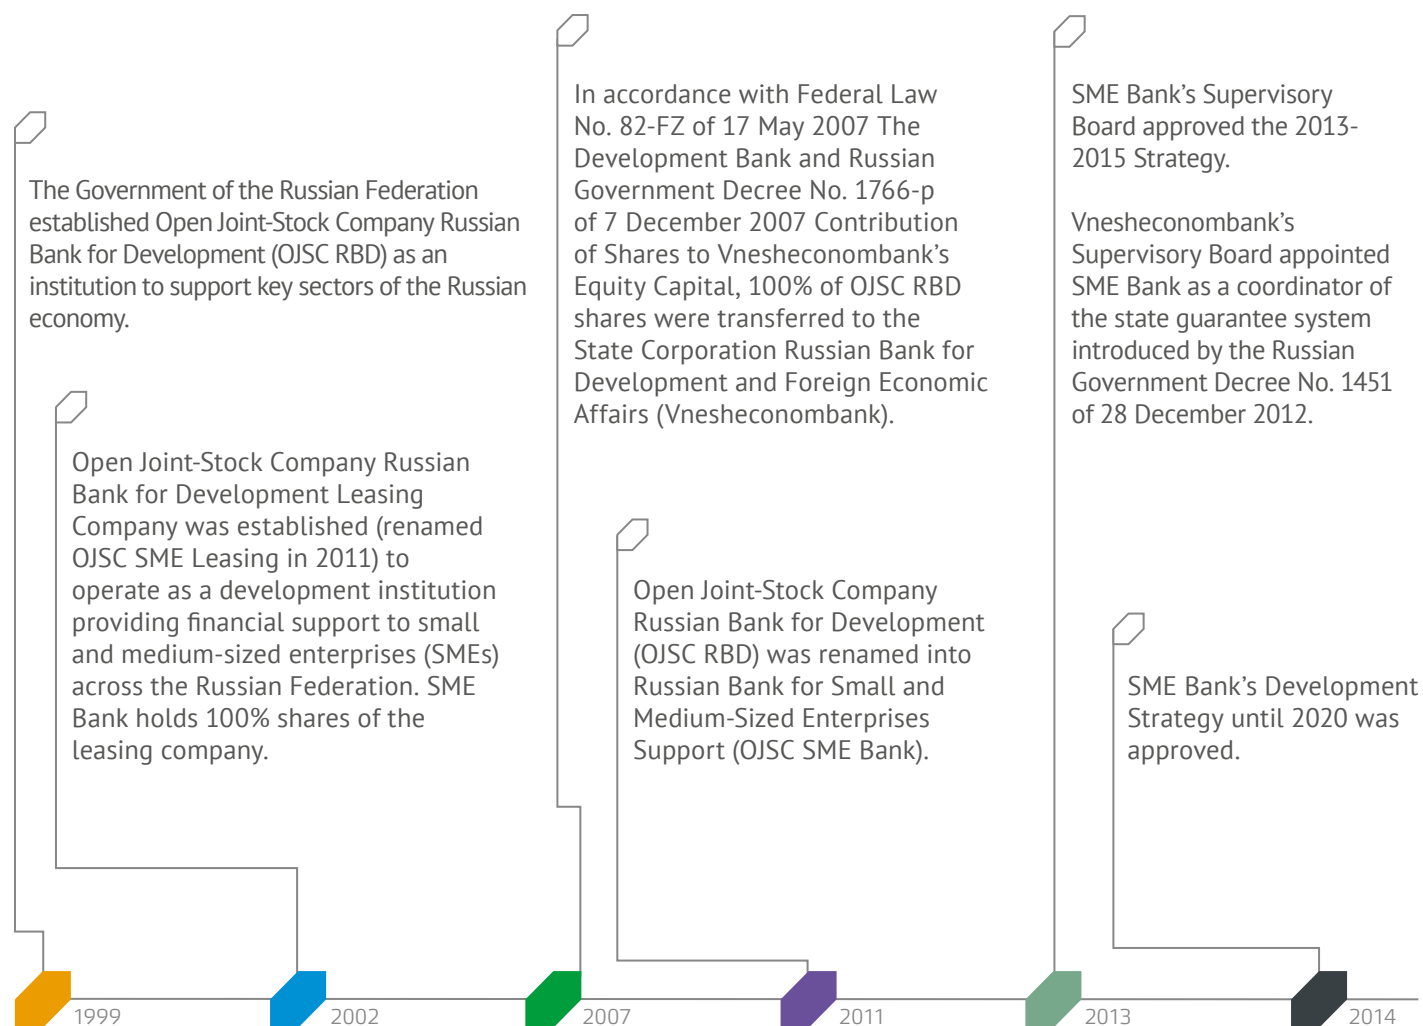 The Government of the Russian Federation
established Open Joint-Stock Company Russian
Bank for Development (OJSC RBD) as an
institution to support key sectors of the Russian
economy.
Open Joint-Stock Company Russian
Bank for Development Leasing
Company was established (renamed
OJSC SME Leasing in 2011) to
operate as a development institution
providing financial support to small
and medium-sized enterprises (SMEs)
across the Russian Federation. SME
Bank holds 100% shares of the
leasing company.
In accordance with Federal Law
No. 82-FZ of 17 May 2007 The
Development Bank and Russian
Government Decree No. 1766-p
of 7 December 2007 Contribution
of Shares to Vnesheconombank's
Equity Capital, 100% of OJSC RBD
shares were transferred to the
State Corporation Russian Bank for
Development and Foreign Economic
Affairs (Vnesheconombank).
Open Joint-Stock Company
Russian Bank for Development
(OJSC RBD) was renamed into
Russian Bank for Small and
Medium-Sized Enterprises
Support (OJSC SME Bank).
SME Bank's Supervisory
Board approved the 2013-
2015 Strategy.
Vnesheconombank's
Supervisory Board appointed
SME Bank as a coordinator of
the state guarantee system
introduced by the Russian
Government Decree No. 1451
of 28 December 2012.
SME Bank's Development
Strategy until 2020 was
approved.
1999
2002
2007
2011
2013
2014